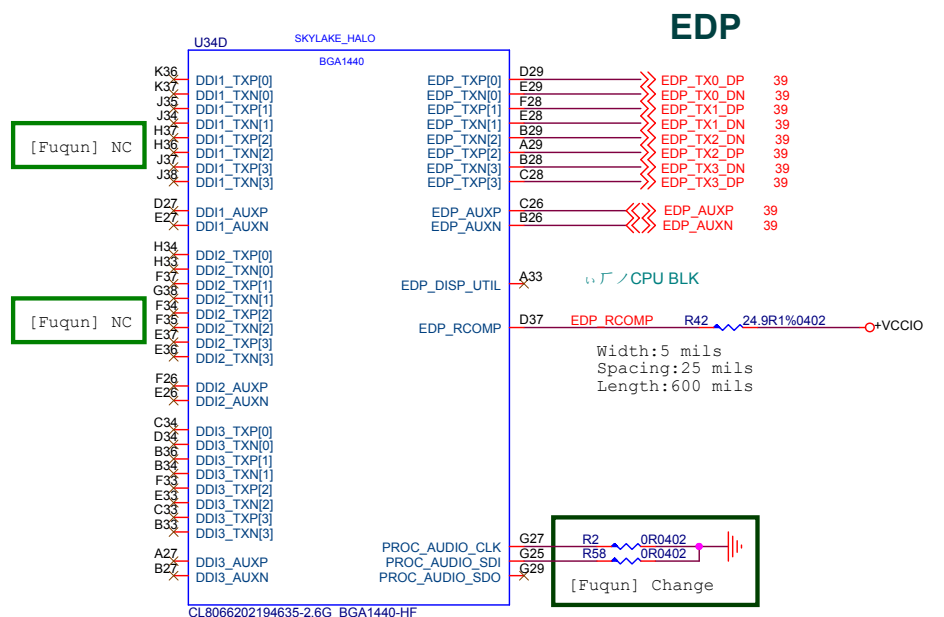 EDP
U34D
SKYLAKE_HALO
BGA1440
K36 DDI1_TXP[0]
K37 DDI1_TXN[0]
J35 DDI1_TXP[1]
J34 DDI1_TXN[1]
H37 DDI1_TXP[2]
H36 DDI1_TXN[2]
J37 DDI1_TXP[3]
J38 DDI1_TXN[3]
[Fuqun] NC
D27 DDI1_AUXP
E27 DDI1_AUXN
H34 DDI2_TXP[0]
H33 DDI2_TXN[0]
F37 DDI2_TXP[1]
G38 DDI2_TXN[1]
F34 DDI2_TXP[2]
F35 DDI2_TXN[2]
E37 DDI2_TXP[3]
E36 DDI2_TXN[3]
[Fuqun] NC
F26 DDI2_AUXP
E26 DDI2_AUXN
C34 DDI3_TXP[0]
D34 DDI3_TXN[0]
B36 DDI3_TXP[1]
B34 DDI3_TXN[1]
F33 DDI3_TXP[2]
E33 DDI3_TXN[2]
C33 DDI3_TXP[3]
B33 DDI3_TXN[3]
A27 DDI3_AUXP
B27 DDI3_AUXN
EDP_TXP[0] D29 EDP_TX0_DP 39
EDP_TXN[0] E29 EDP_TX0_DN 39
EDP_TXP[1] F28 EDP_TX1_DP 39
EDP_TXN[1] E28 EDP_TX1_DN 39
EDP_TXN[2] B29 EDP_TX2_DN 39
EDP_TXP[2] A29 EDP_TX2_DP 39
EDP_TXN[3] B28 EDP_TX3_DN 39
EDP_TXP[3] C28 EDP_TX3_DP 39
EDP_AUXP C26 EDP_AUXP 39
EDP_AUXN B26 EDP_AUXN 39
EDP_DISP_UTIL A33 CPU BLK
EDP_RCOMP D37 EDP_RCOMP R42 24.9R1%0402 +VCCIO
Width:5 mils
Spacing:25 mils
Length:600 mils
PROC_AUDIO_CLK G27 R2 0R0402
PROC_AUDIO_SDI G25 R58 0R0402
PROC_AUDIO_SDO G29
[Fuqun] Change
CL8066202194635-2.6G_BGA1440-HF